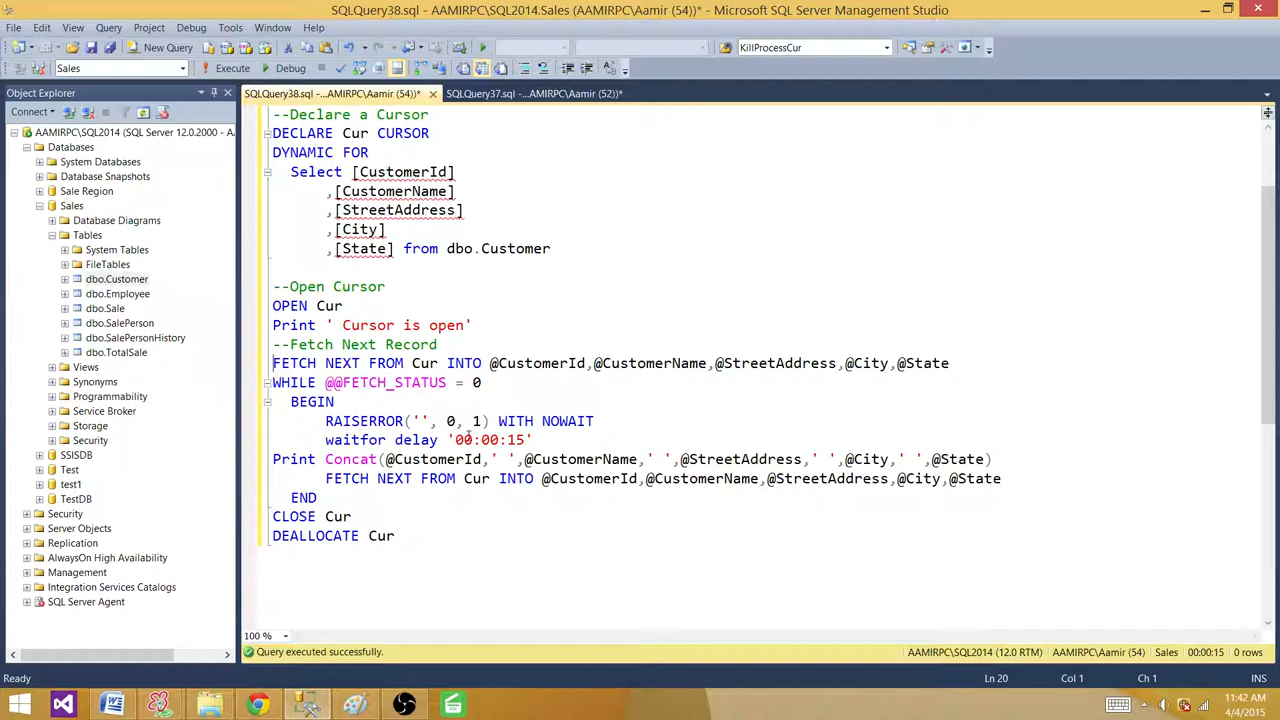 SQLQuery38.sql - AAMIRPC\SQL2014.Sales (AAMIRPC\Aamir (54))* - Microsoft SQL Server Management Studio
File Edit View Query Project Debug Tools Window Help
New Query KillProcessCur
Sales Execute Debug
Object Explorer
Connect
AAMIRPC\SQL2014 (SQL Server 12.0.2000 - A
Databases
System Databases
Database Snapshots
Sale Region
Sales
Database Diagrams
Tables
System Tables
FileTables
dbo.Customer
dbo.Employee
dbo.Sale
dbo.SalePerson
dbo.SalePersonHistory
dbo.TotalSale
Views
Synonyms
Programmability
Service Broker
Storage
Security
SSISDB
Test
test1
TestDB
Security
Server Objects
Replication
AlwaysOn High Availability
Management
Integration Services Catalogs
SQL Server Agent
SQLQuery38.sql -...AAMIRPC\Aamir (54))* SQLQuery37.sql -...AAMIRPC\Aamir (52))*
--Declare a Cursor
DECLARE Cur CURSOR
DYNAMIC FOR
Select [CustomerId]
,[CustomerName]
,[StreetAddress]
,[City]
,[State] from dbo.Customer
--Open Cursor
OPEN Cur
Print ' Cursor is open'
--Fetch Next Record
FETCH NEXT FROM Cur INTO @CustomerId,@CustomerName,@StreetAddress,@City,@State
WHILE @@FETCH_STATUS = 0
BEGIN
RAISERROR('', 0, 1) WITH NOWAIT
waitfor delay '00:00:15'
Print Concat(@CustomerId,' ',@CustomerName,' ',@StreetAddress,' ',@City,' ',@State)
FETCH NEXT FROM Cur INTO @CustomerId,@CustomerName,@StreetAddress,@City,@State
END
CLOSE Cur
DEALLOCATE Cur
100 %
Query executed successfully. AAMIRPC\SQL2014 (12.0 RTM) AAMIRPC\Aamir (54) Sales 00:00:15 0 rows
Ready Ln 20 Col 1 Ch 1 INS
11:42 AM
4/4/2015